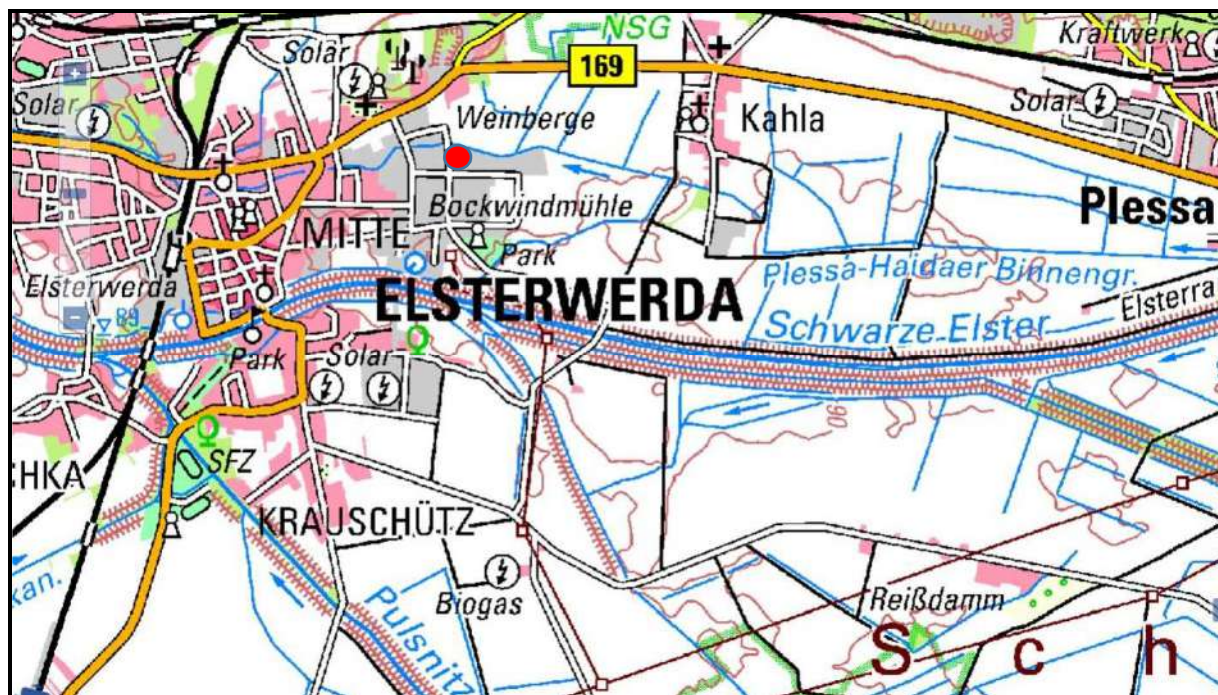 NSG
Kraftwerk
Solar
169
Solar
Solar
Weinberge
Kahla
Bockwindmühle
Plessa
MITTE
Park
Plessa-Haidaer Binnengr.
Elsterwerda
ELSTERWERDA
Elsterra
89
Schwarze Elster
Park
Solar
90
SFZ
CHKA
KRAUSCHÜTZ
kan.
Biogas
Reißdamm
Pulsnitz
S c h